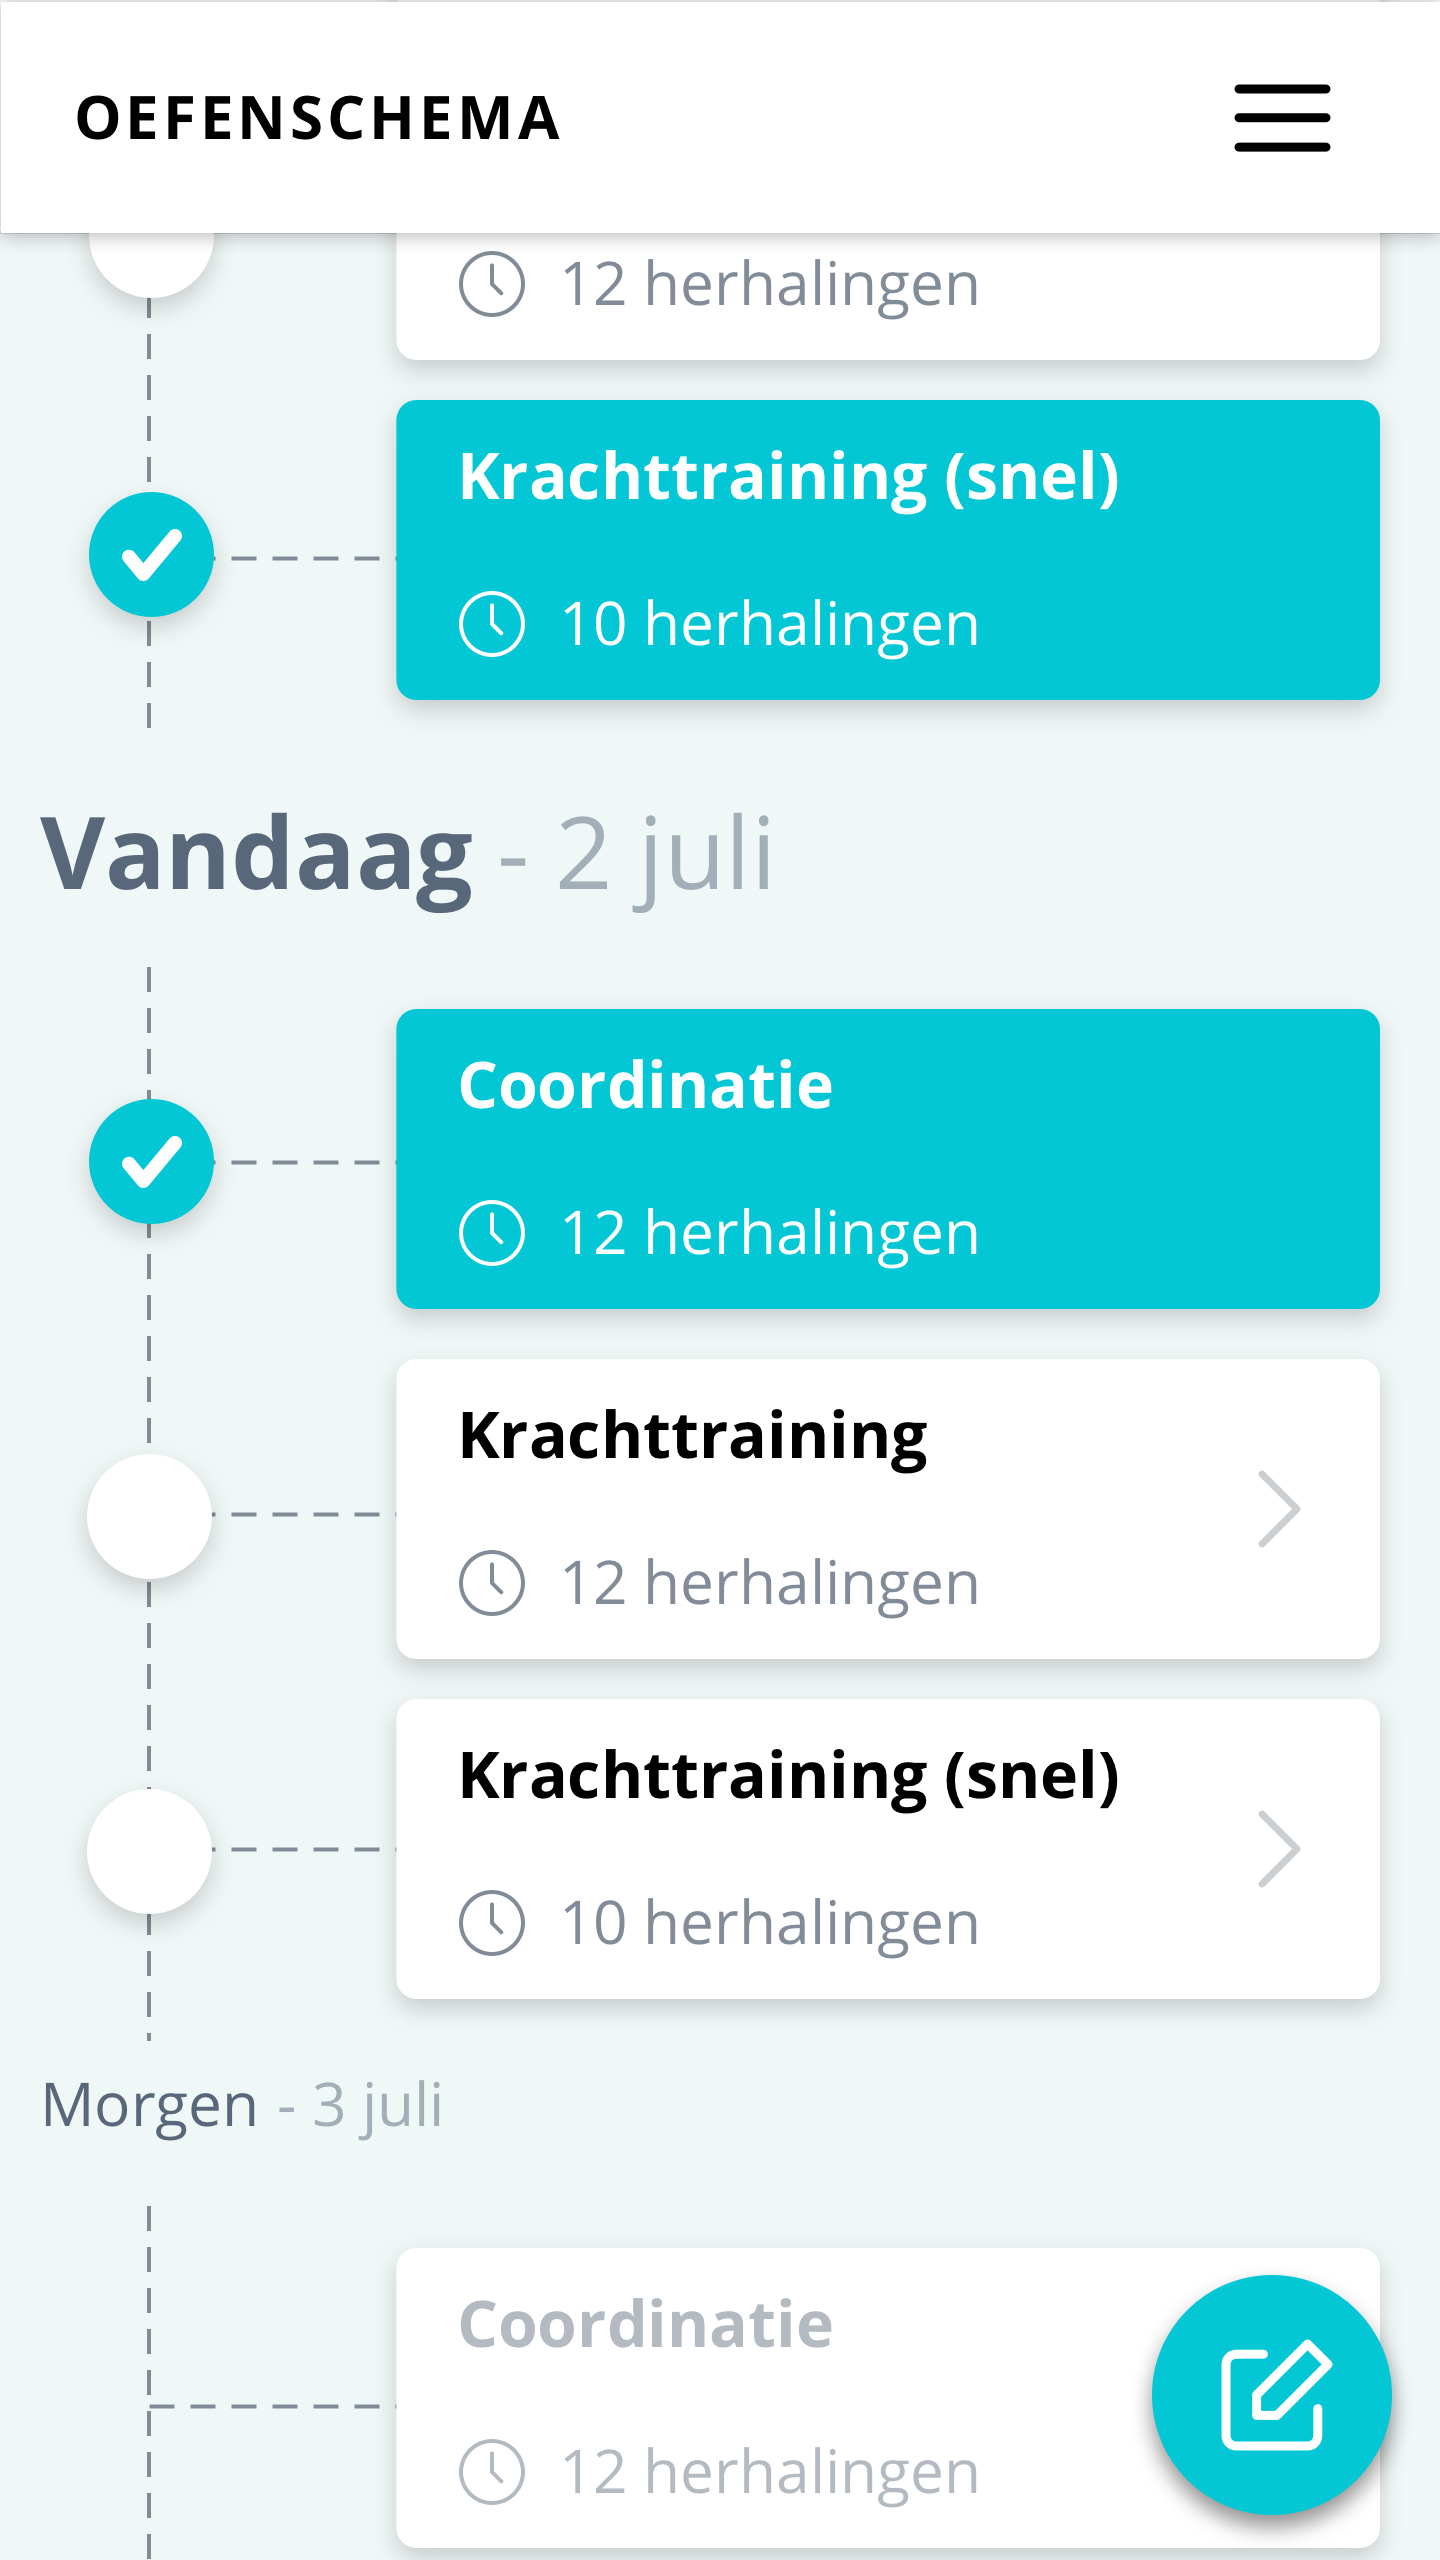 OEFENSCHEMA
12 herhalingen
Krachttraining (snel)
10 herhalingen
Vandaag - 2 juli
Coordinatie
12 herhalingen
Krachttraining
12 herhalingen
Krachttraining (snel)
10 herhalingen
Morgen - 3 juli
Coordinatie
12 herhalingen